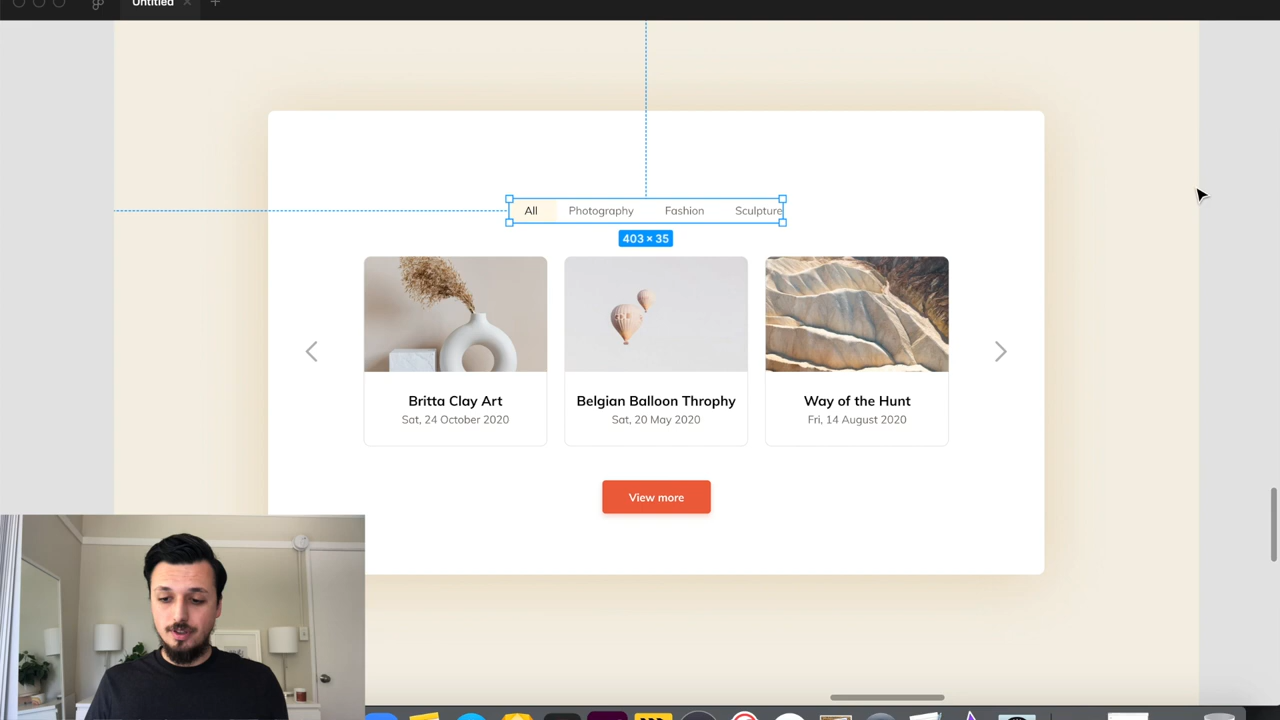 Untitled
All Photography Fashion Sculpture
403 × 35
Britta Clay Art
Sat, 24 October 2020
Belgian Balloon Throphy
Sat, 20 May 2020
Way of the Hunt
Fri, 14 August 2020
View more